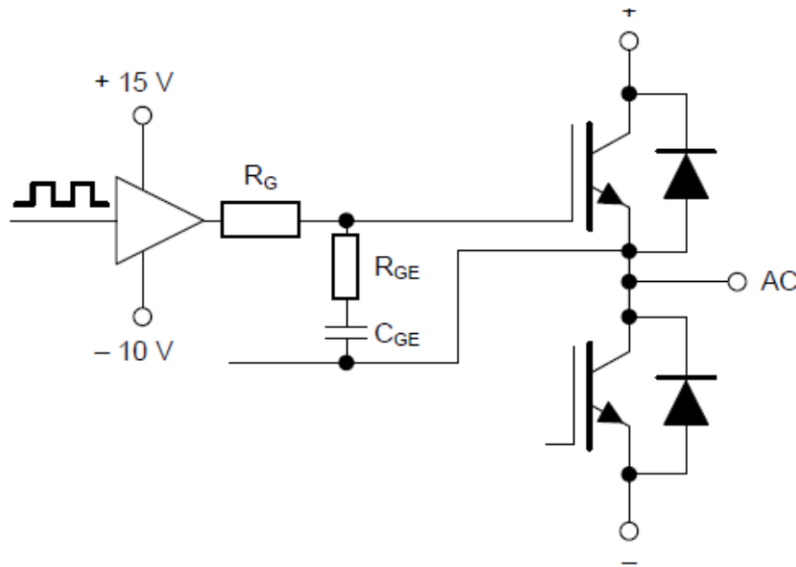 +
+ 15 V
R_G
R_GE
AC
C_GE
– 10 V
–